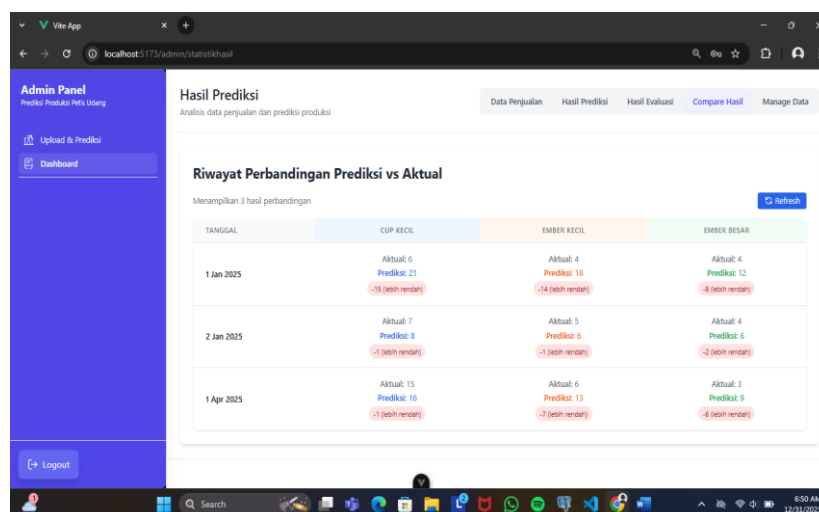 Vite App
localhost:5173/admin/statistikhasil
Admin Panel
Prediksi Produksi Petis Udang
Upload & Prediksi
Dashboard
Logout
Hasil Prediksi
Analisis data penjualan dan prediksi produksi
Data Penjualan Hasil Prediksi Hasil Evaluasi Compare Hasil Manage Data
Riwayat Perbandingan Prediksi vs Aktual
Menampilkan 3 hasil perbandingan
Refresh
TANGGAL CUP KECIL EMBER KECIL EMBER BESAR
Aktual: 6 Aktual: 4 Aktual: 4
1 Jan 2025 Prediksi: 21 Prediksi: 18 Prediksi: 12
-15 (lebih rendah) -14 (lebih rendah) -8 (lebih rendah)
Aktual: 7 Aktual: 5 Aktual: 4
2 Jan 2025 Prediksi: 8 Prediksi: 6 Prediksi: 6
-1 (lebih rendah) -1 (lebih rendah) -2 (lebih rendah)
Aktual: 15 Aktual: 6 Aktual: 3
1 Apr 2025 Prediksi: 16 Prediksi: 13 Prediksi: 9
-1 (lebih rendah) -7 (lebih rendah) -6 (lebih rendah)
Search
6:50 AM